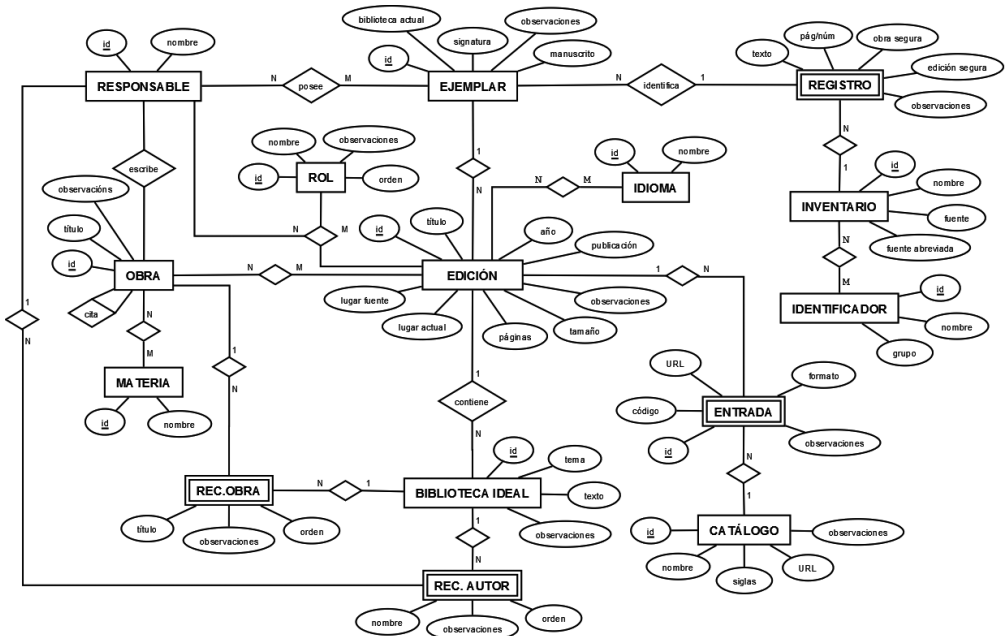 biblioteca actual
observaciones
signatura
id
manuscrito
id
nombre
RESPONSABLE
N
posee
M
EJEMPLAR
N
identifica
1
pág/núm
obra segura
texto
edición segura
REGISTRO
observaciones
escribe
nombre
observaciones
id
ROL
orden
1
N
id
nombre
N
M
IDIOMA
N
1
id
nombre
INVENTARIO
fuente
fuente abreviada
observacións
título
id
OBRA
cita
N
M
N
M
título
id
año
publicación
EDICIÓN
observaciones
lugar fuente
lugar actual
páginas
tamaño
1
N
N
M
id
IDENTIFICADOR
nombre
grupo
1
N
N
M
MATERIA
id
nombre
1
N
1
contiene
N
URL
formato
código
ENTRADA
id
observaciones
N
1
REC.OBRA
N
1
título
observaciones
orden
id
tema
BIBLIOTECA IDEAL
texto
observaciones
1
N
id
CATÁLOGO
observaciones
nombre
siglas
URL
REC. AUTOR
nombre
observaciones
orden